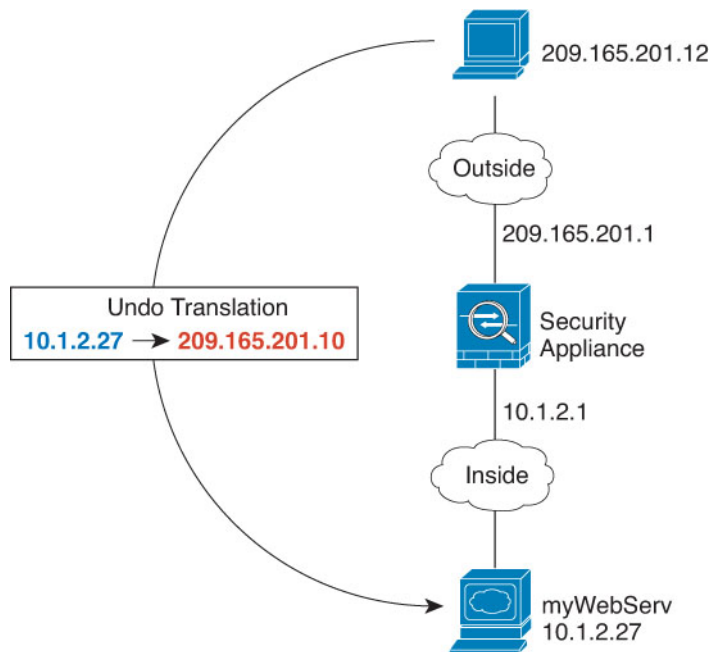 209.165.201.12
Outside
209.165.201.1
Undo Translation
10.1.2.27 → 209.165.201.10
Security
Appliance
10.1.2.1
Inside
myWebServ
10.1.2.27